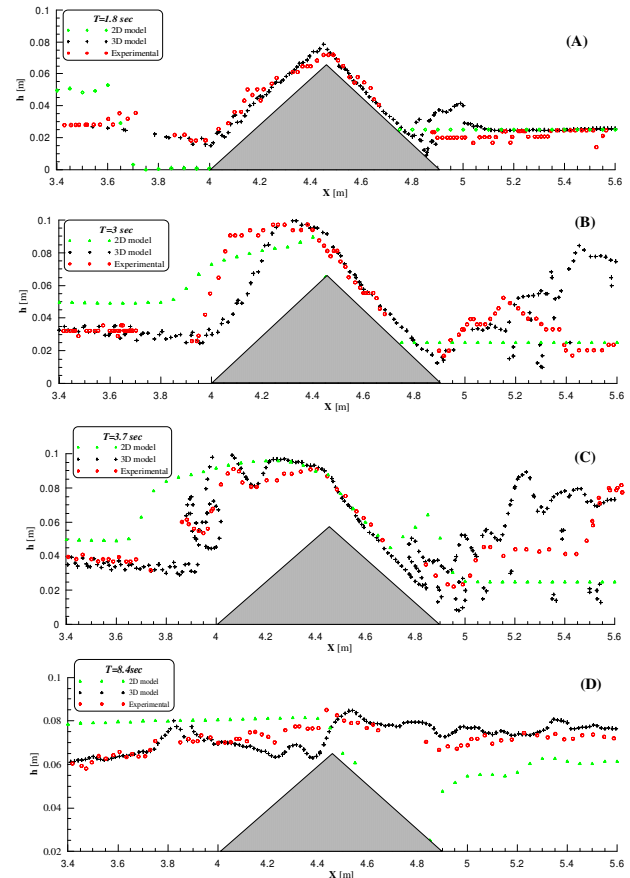 T=1.8 sec
2D model
3D model
Experimental
(A)
0.1
0.08
0.06
0.04
0.02
0
h [m]
3.4 3.6 3.8 4 4.2 4.4 4.6 4.8 5 5.2 5.4 5.6
X [m]
T=3 sec
2D model
3D model
Experimental
(B)
0.1
0.08
0.06
0.04
0.02
0
h [m]
3.4 3.6 3.8 4 4.2 4.4 4.6 4.8 5 5.2 5.4 5.6
X [m]
T=3.7 sec
2D model
3D model
Experimental
(C)
0.1
0.08
0.06
0.04
0.02
0
h [m]
3.4 3.6 3.8 4 4.2 4.4 4.6 4.8 5 5.2 5.4 5.6
X [m]
T=8.4sec
2D model
3D model
Experimental
(D)
0.1
0.08
0.06
0.04
0.02
h [m]
3.4 3.6 3.8 4 4.2 4.4 4.6 4.8 5 5.2 5.4 5.6
X [m]